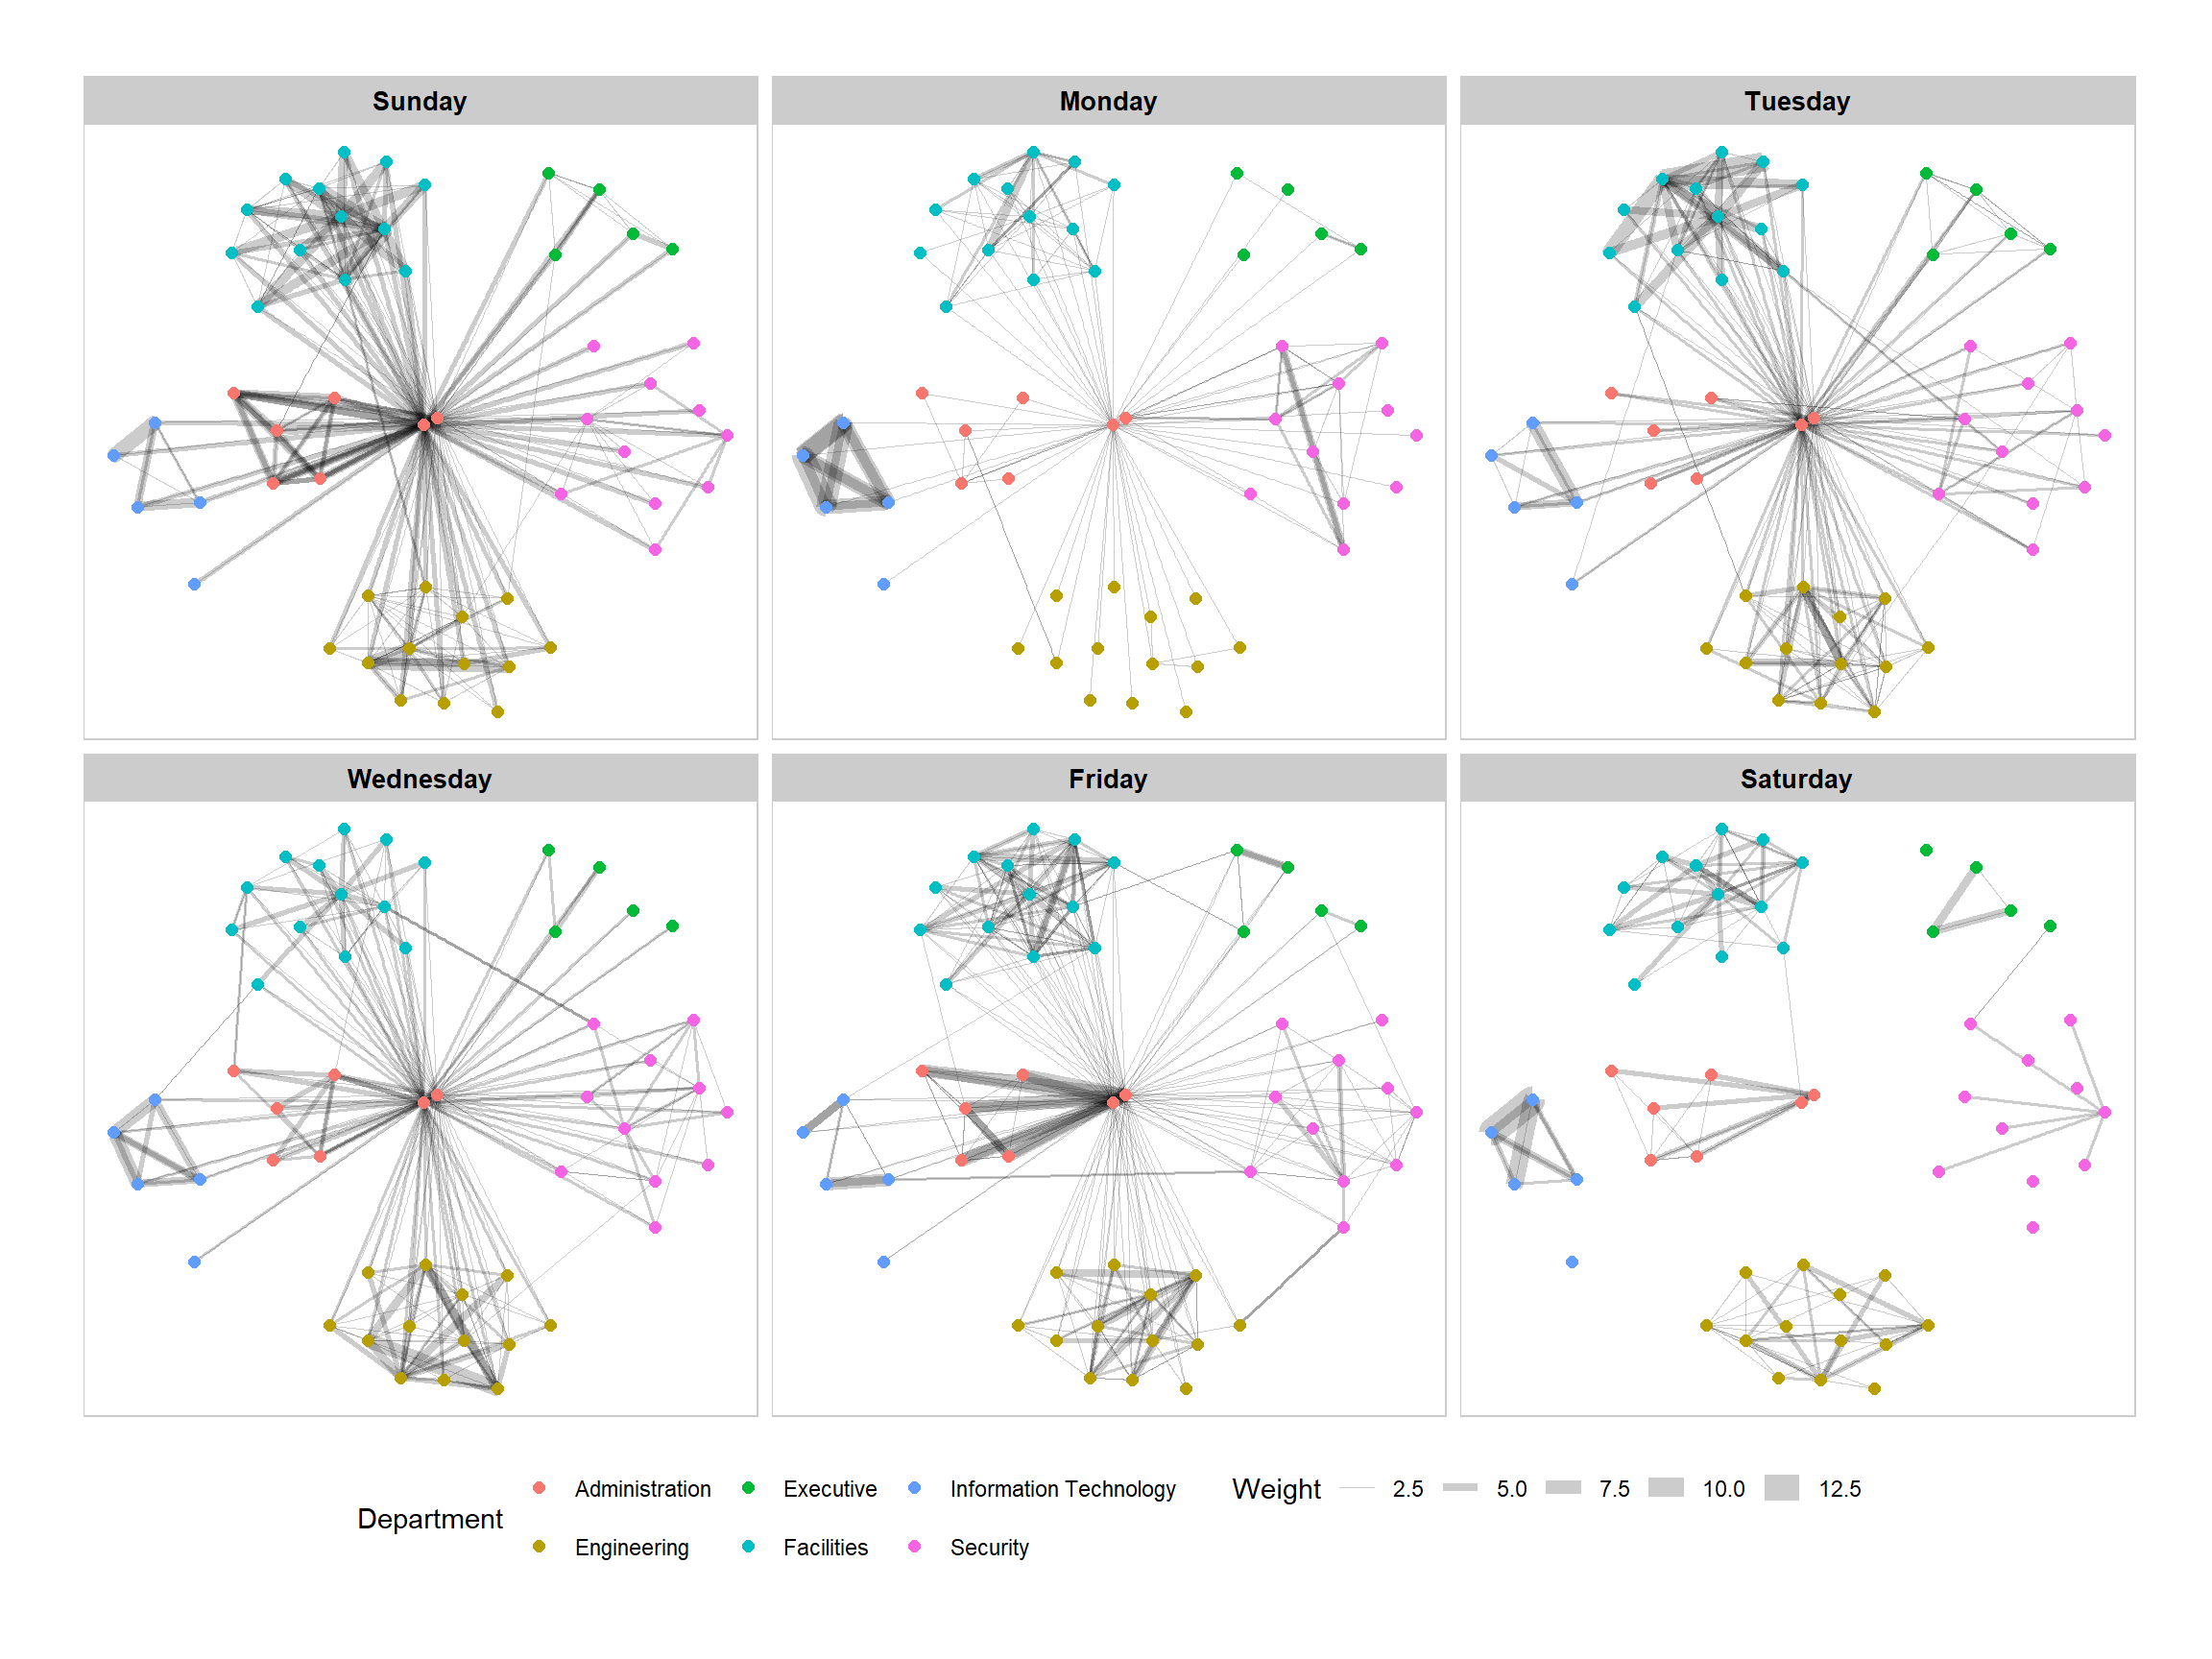 Sunday
Monday
Tuesday
Wednesday
Friday
Saturday
Department
Administration
Executive
Information Technology
Engineering
Facilities
Security
Weight
2.5
5.0
7.5
10.0
12.5